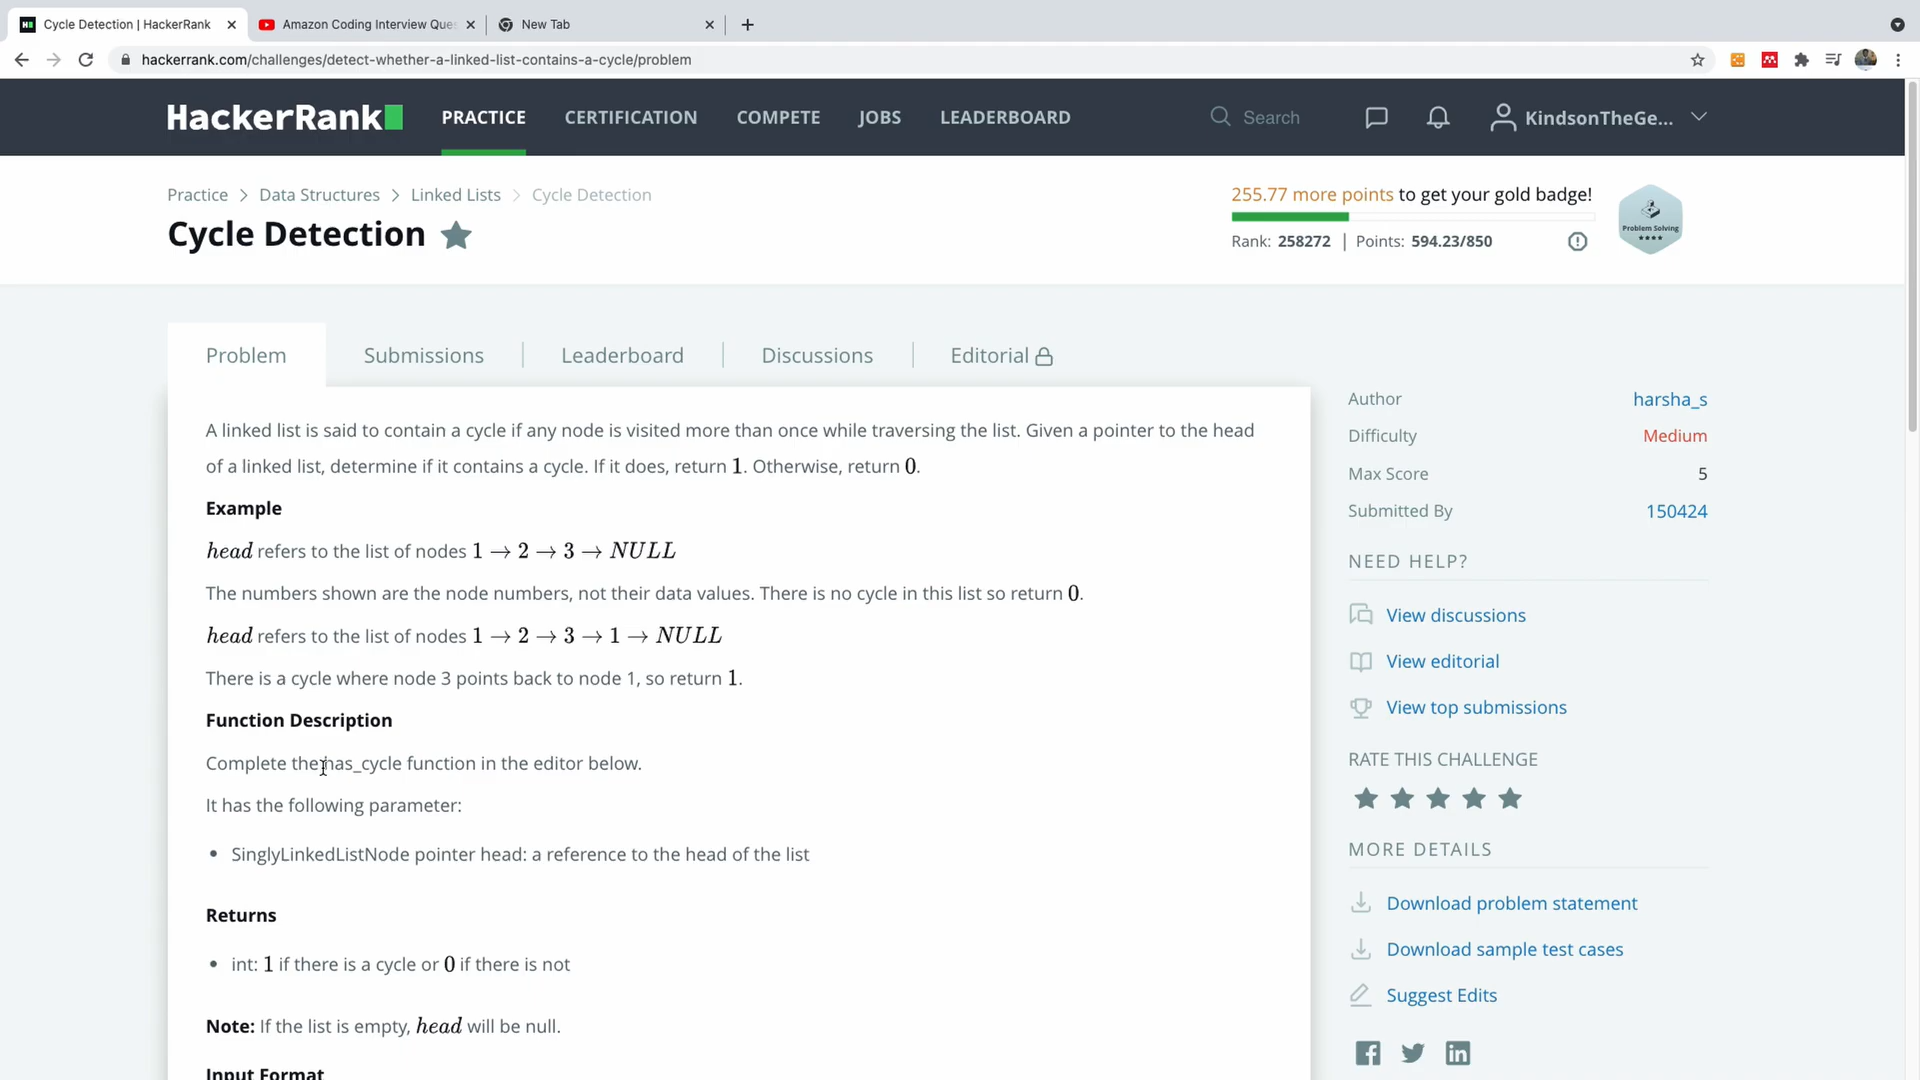 Cycle Detection | HackerRank
Amazon Coding Interview Que
New Tab
hackerrank.com/challenges/detect-whether-a-linked-list-contains-a-cycle/problem
HackerRank PRACTICE CERTIFICATION COMPETE JOBS LEADERBOARD Search KindsonTheGe...
Practice > Data Structures > Linked Lists > Cycle Detection
Cycle Detection
255.77 more points to get your gold badge!
Rank: 258272 | Points: 594.23/850
Problem Solving
Problem Submissions Leaderboard Discussions Editorial
A linked list is said to contain a cycle if any node is visited more than once while traversing the list. Given a pointer to the head
of a linked list, determine if it contains a cycle. If it does, return 1. Otherwise, return 0.
Example
head refers to the list of nodes 1 → 2 → 3 → NULL
The numbers shown are the node numbers, not their data values. There is no cycle in this list so return 0.
head refers to the list of nodes 1 → 2 → 3 → 1 → NULL
There is a cycle where node 3 points back to node 1, so return 1.
Function Description
Complete the has_cycle function in the editor below.
It has the following parameter:
• SinglyLinkedListNode pointer head: a reference to the head of the list
Returns
• int: 1 if there is a cycle or 0 if there is not
Note: If the list is empty, head will be null.
Input Format
Author harsha_s
Difficulty Medium
Max Score 5
Submitted By 150424
NEED HELP?
View discussions
View editorial
View top submissions
RATE THIS CHALLENGE
MORE DETAILS
Download problem statement
Download sample test cases
Suggest Edits